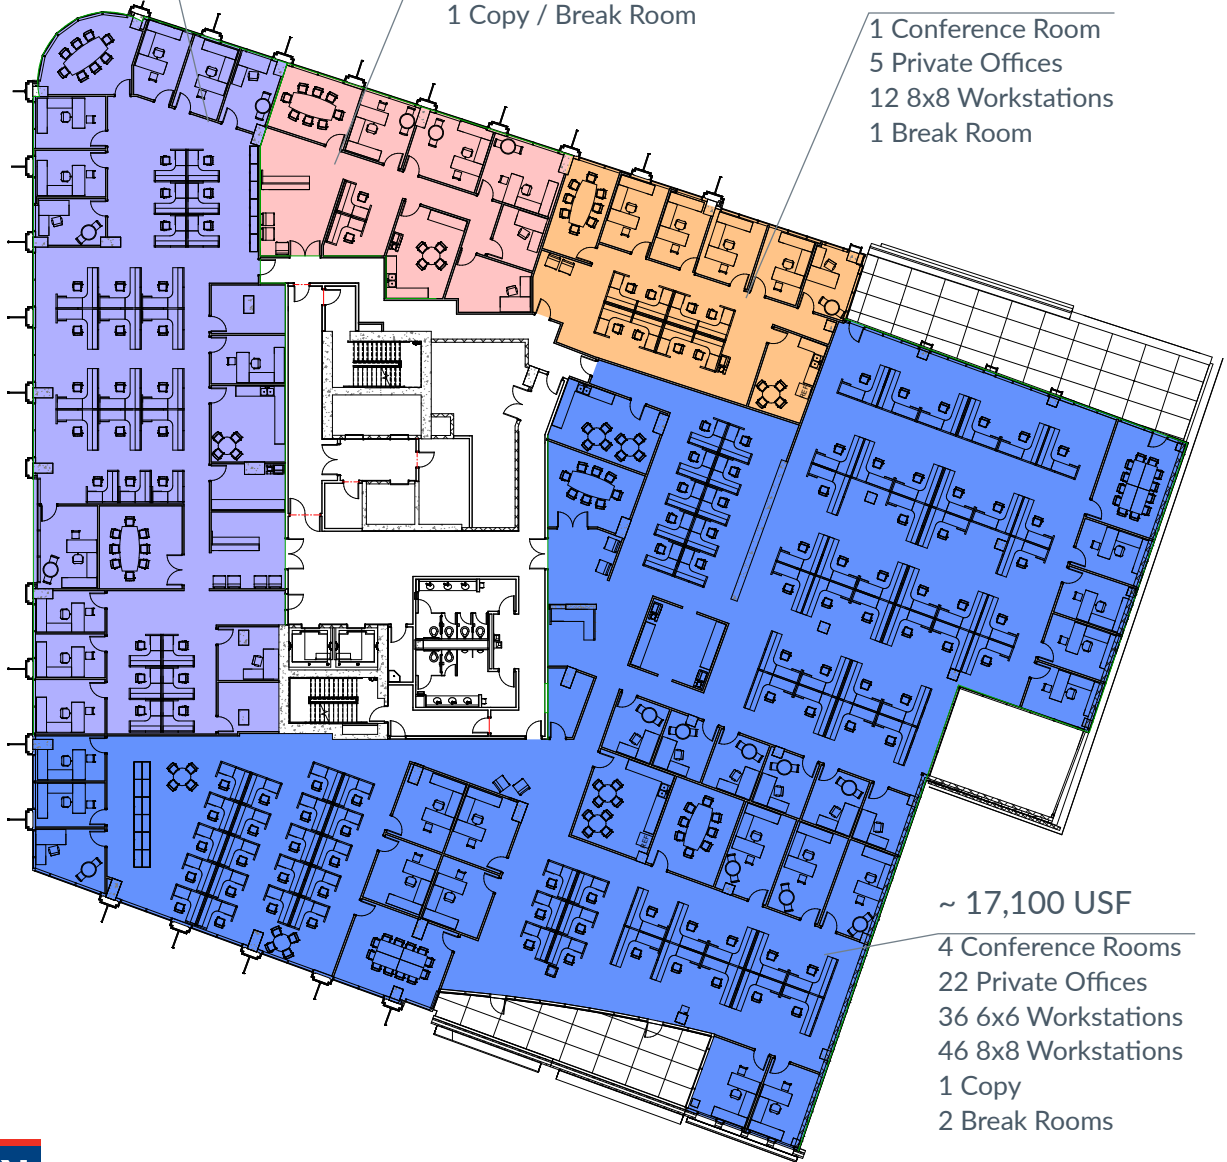 1 Copy / Break Room
1 Conference Room
5 Private Offices
12 8x8 Workstations
1 Break Room
~ 17,100 USF
4 Conference Rooms
22 Private Offices
36 6x6 Workstations
46 8x8 Workstations
1 Copy
2 Break Rooms